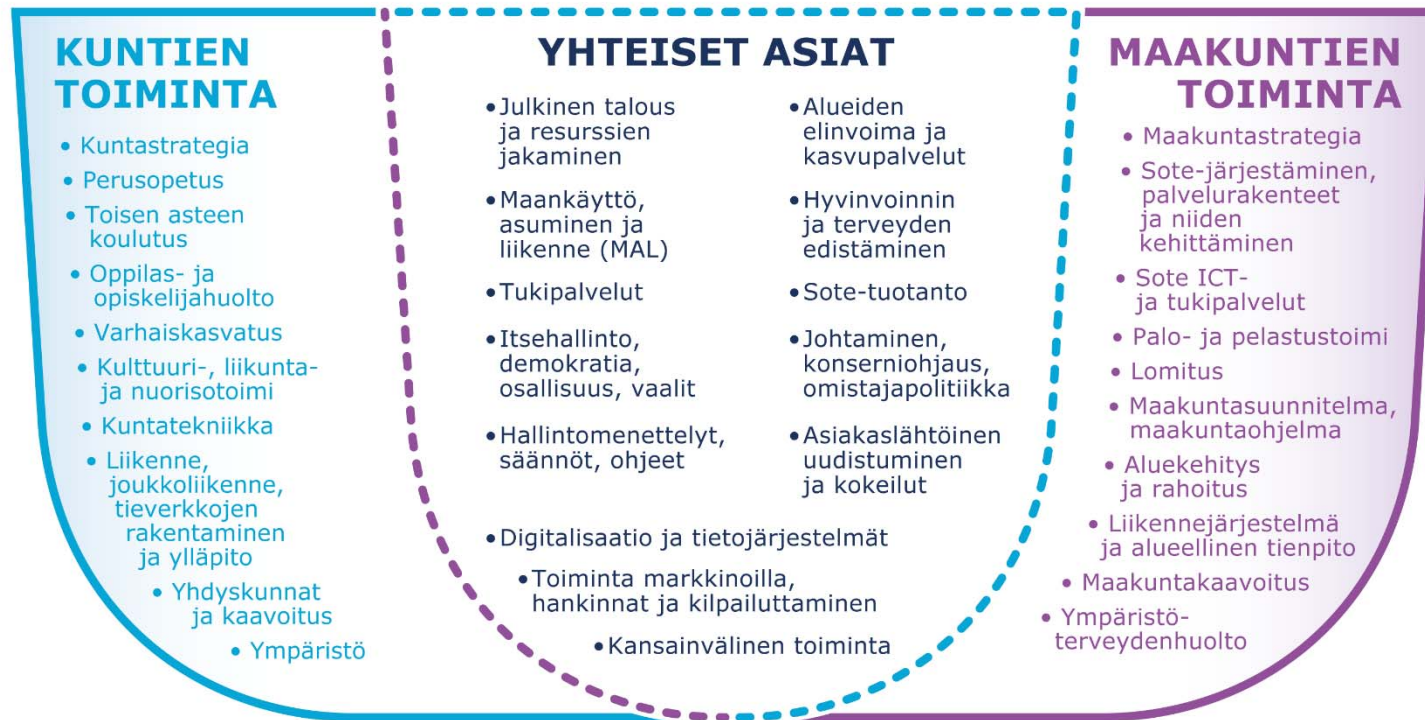 KUNTIEN
TOIMINTA
• Kuntastrategia
• Perusopetus
• Toisen asteen
koulutus
• Oppilas- ja
opiskelijahuolto
• Varhaiskasvatus
• Kulttuuri-, liikunta-
ja nuorisotoimi
• Kuntatekniikka
• Liikenne,
joukkoliikenne,
tieverkkojen
rakentaminen
ja ylläpito
• Yhdyskunnat
ja kaavoitus
• Ympäristö
YHTEISET ASIAT
• Julkinen talous
ja resurssien
jakaminen
• Maankäyttö,
asuminen ja
liikenne (MAL)
• Tukipalvelut
• Itsehallinto,
demokratia,
osallisuus, vaalit
• Hallintomenettelyt,
säännöt, ohjeet
• Alueiden
elinvoima ja
kasvupalvelut
• Hyvinvoinnin
ja terveyden
edistäminen
• Sote-tuotanto
• Johtaminen,
konserniohjaus,
omistajapolitiikka
• Asiakaslähtöinen
uudistuminen
ja kokeilut
• Digitalisaatio ja tietojärjestelmät
• Toiminta markkinoilla,
hankinnat ja kilpailuttaminen
• Kansainvälinen toiminta
MAAKUNTIEN
TOIMINTA
• Maakuntastrategia
• Sote-järjestäminen,
palvelurakenteet
ja niiden
kehittäminen
• Sote ICT-
ja tukipalvelut
• Palo- ja pelastustoimi
• Lomitus
• Maakuntasuunnitelma,
maakuntaohjelma
• Aluekehitys
ja rahoitus
• Liikennejärjestelmä
ja alueellinen tienpito
• Maakuntakaavoitus
• Ympäristö-
terveydenhuolto